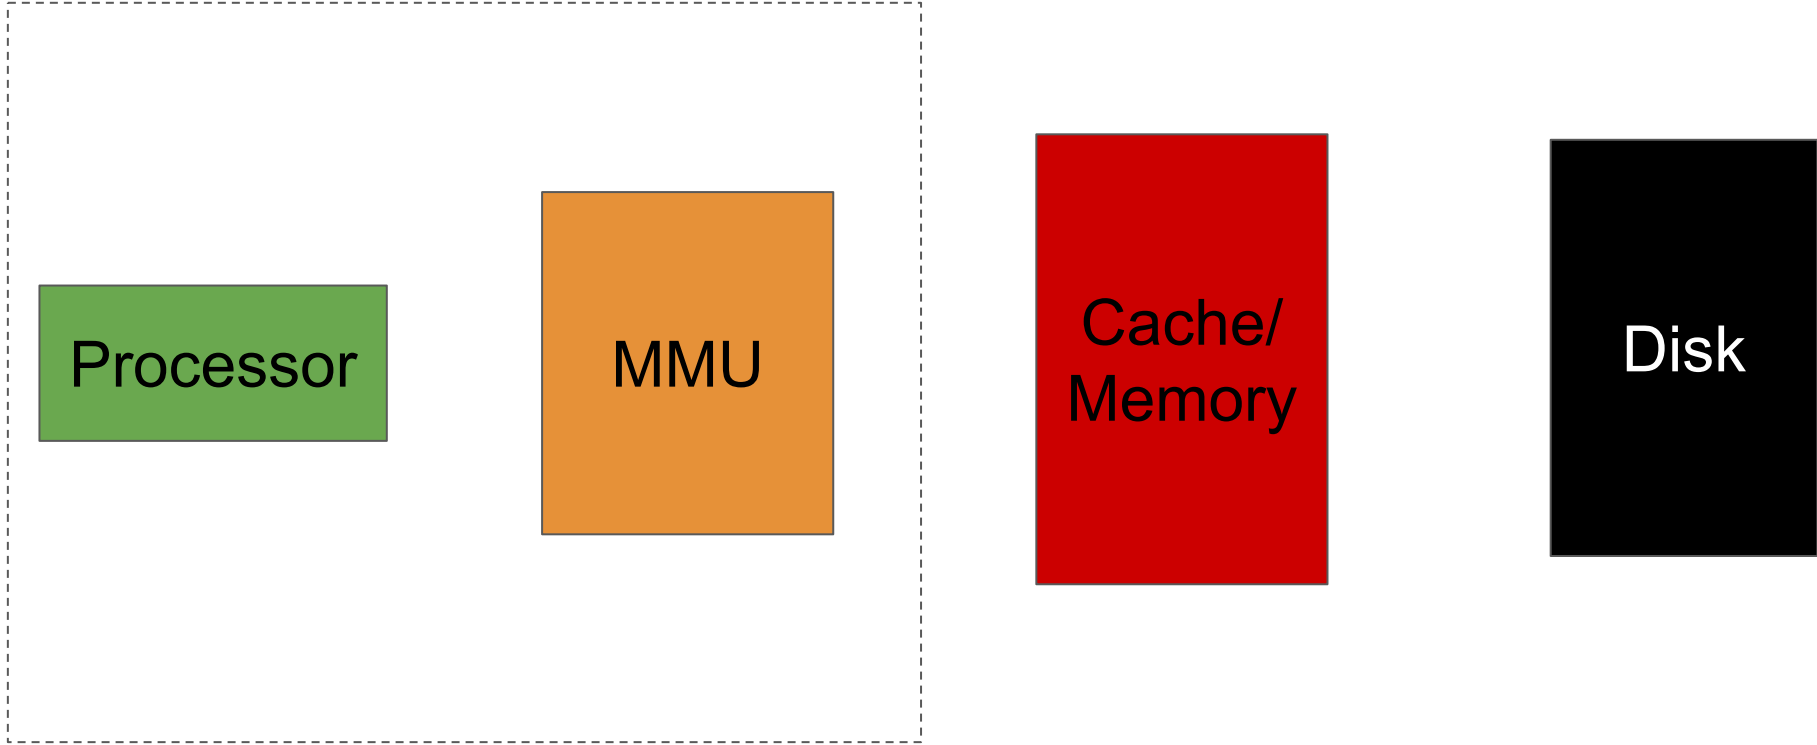 Processor
MMU
Cache/
Memory
Disk